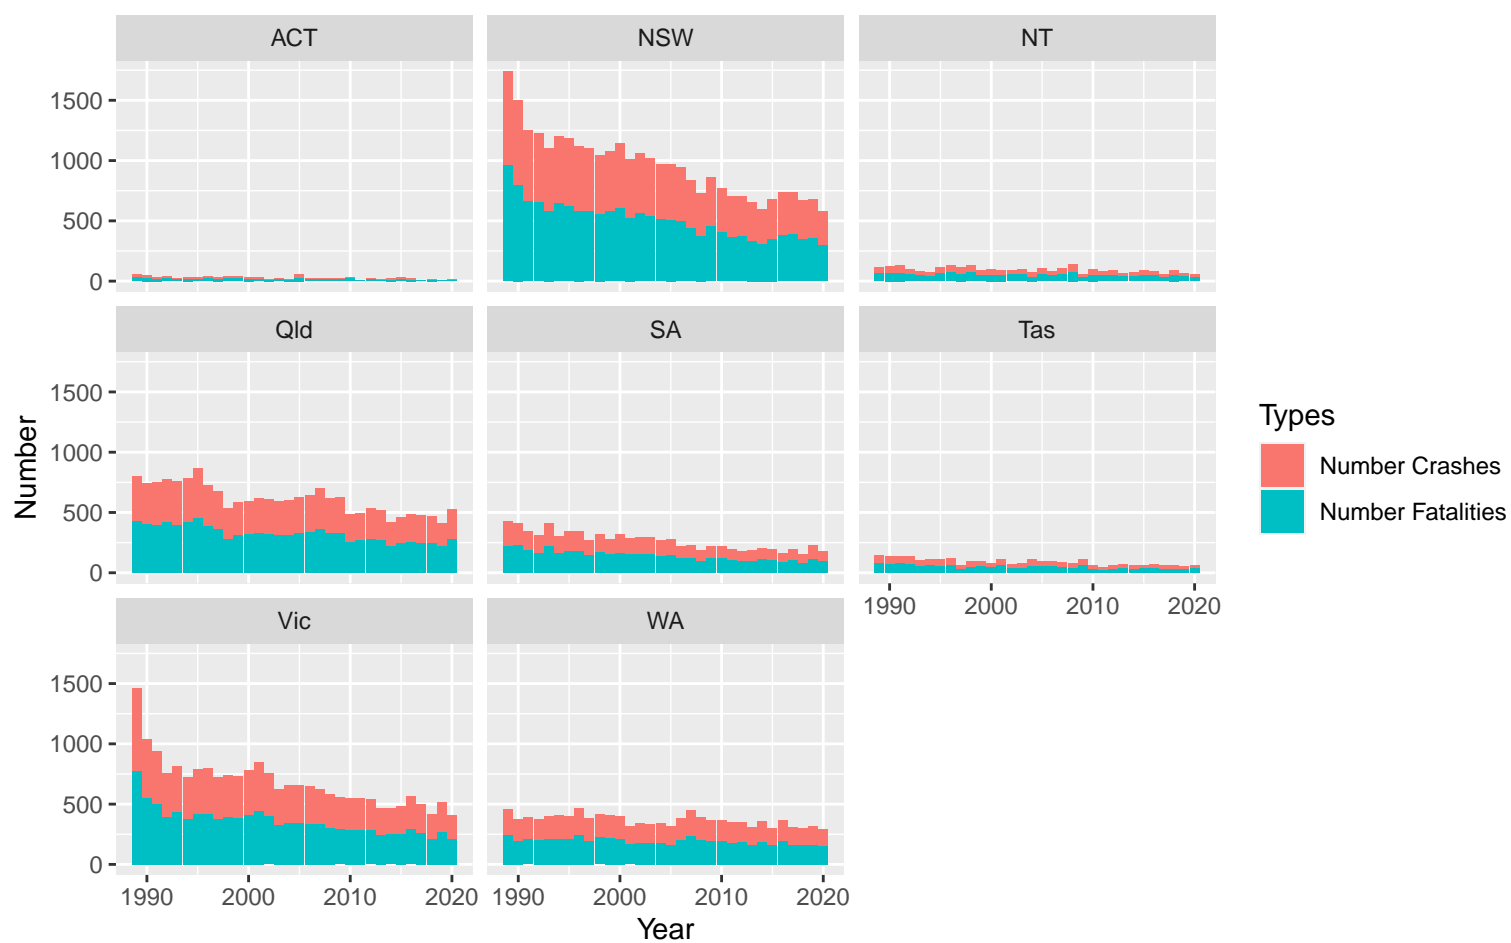 ACT NSW NT
1500
1000
500
0
Qld SA Tas
1500
1000
500
0
1990 2000 2010 2020
Vic WA
1500
1000
500
0
1990 2000 2010 2020 1990 2000 2010 2020
Year
Number
Types
Number Crashes
Number Fatalities